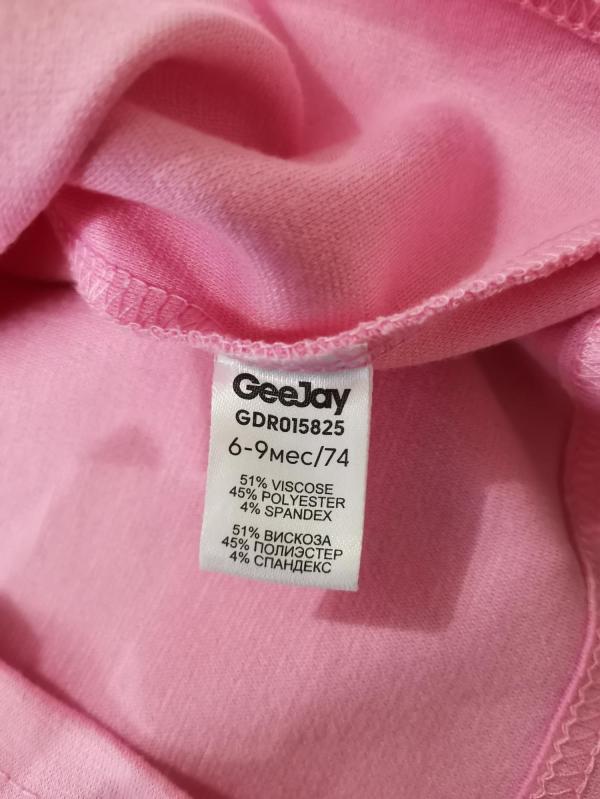 GeeJay
GDR015825
6-9мес/74
51% VISCOSE
45% POLYESTER
4% SPANDEX
51% ВИСКОЗА
45% ПОЛИЭСТЕР
4% СПАНДЕКС